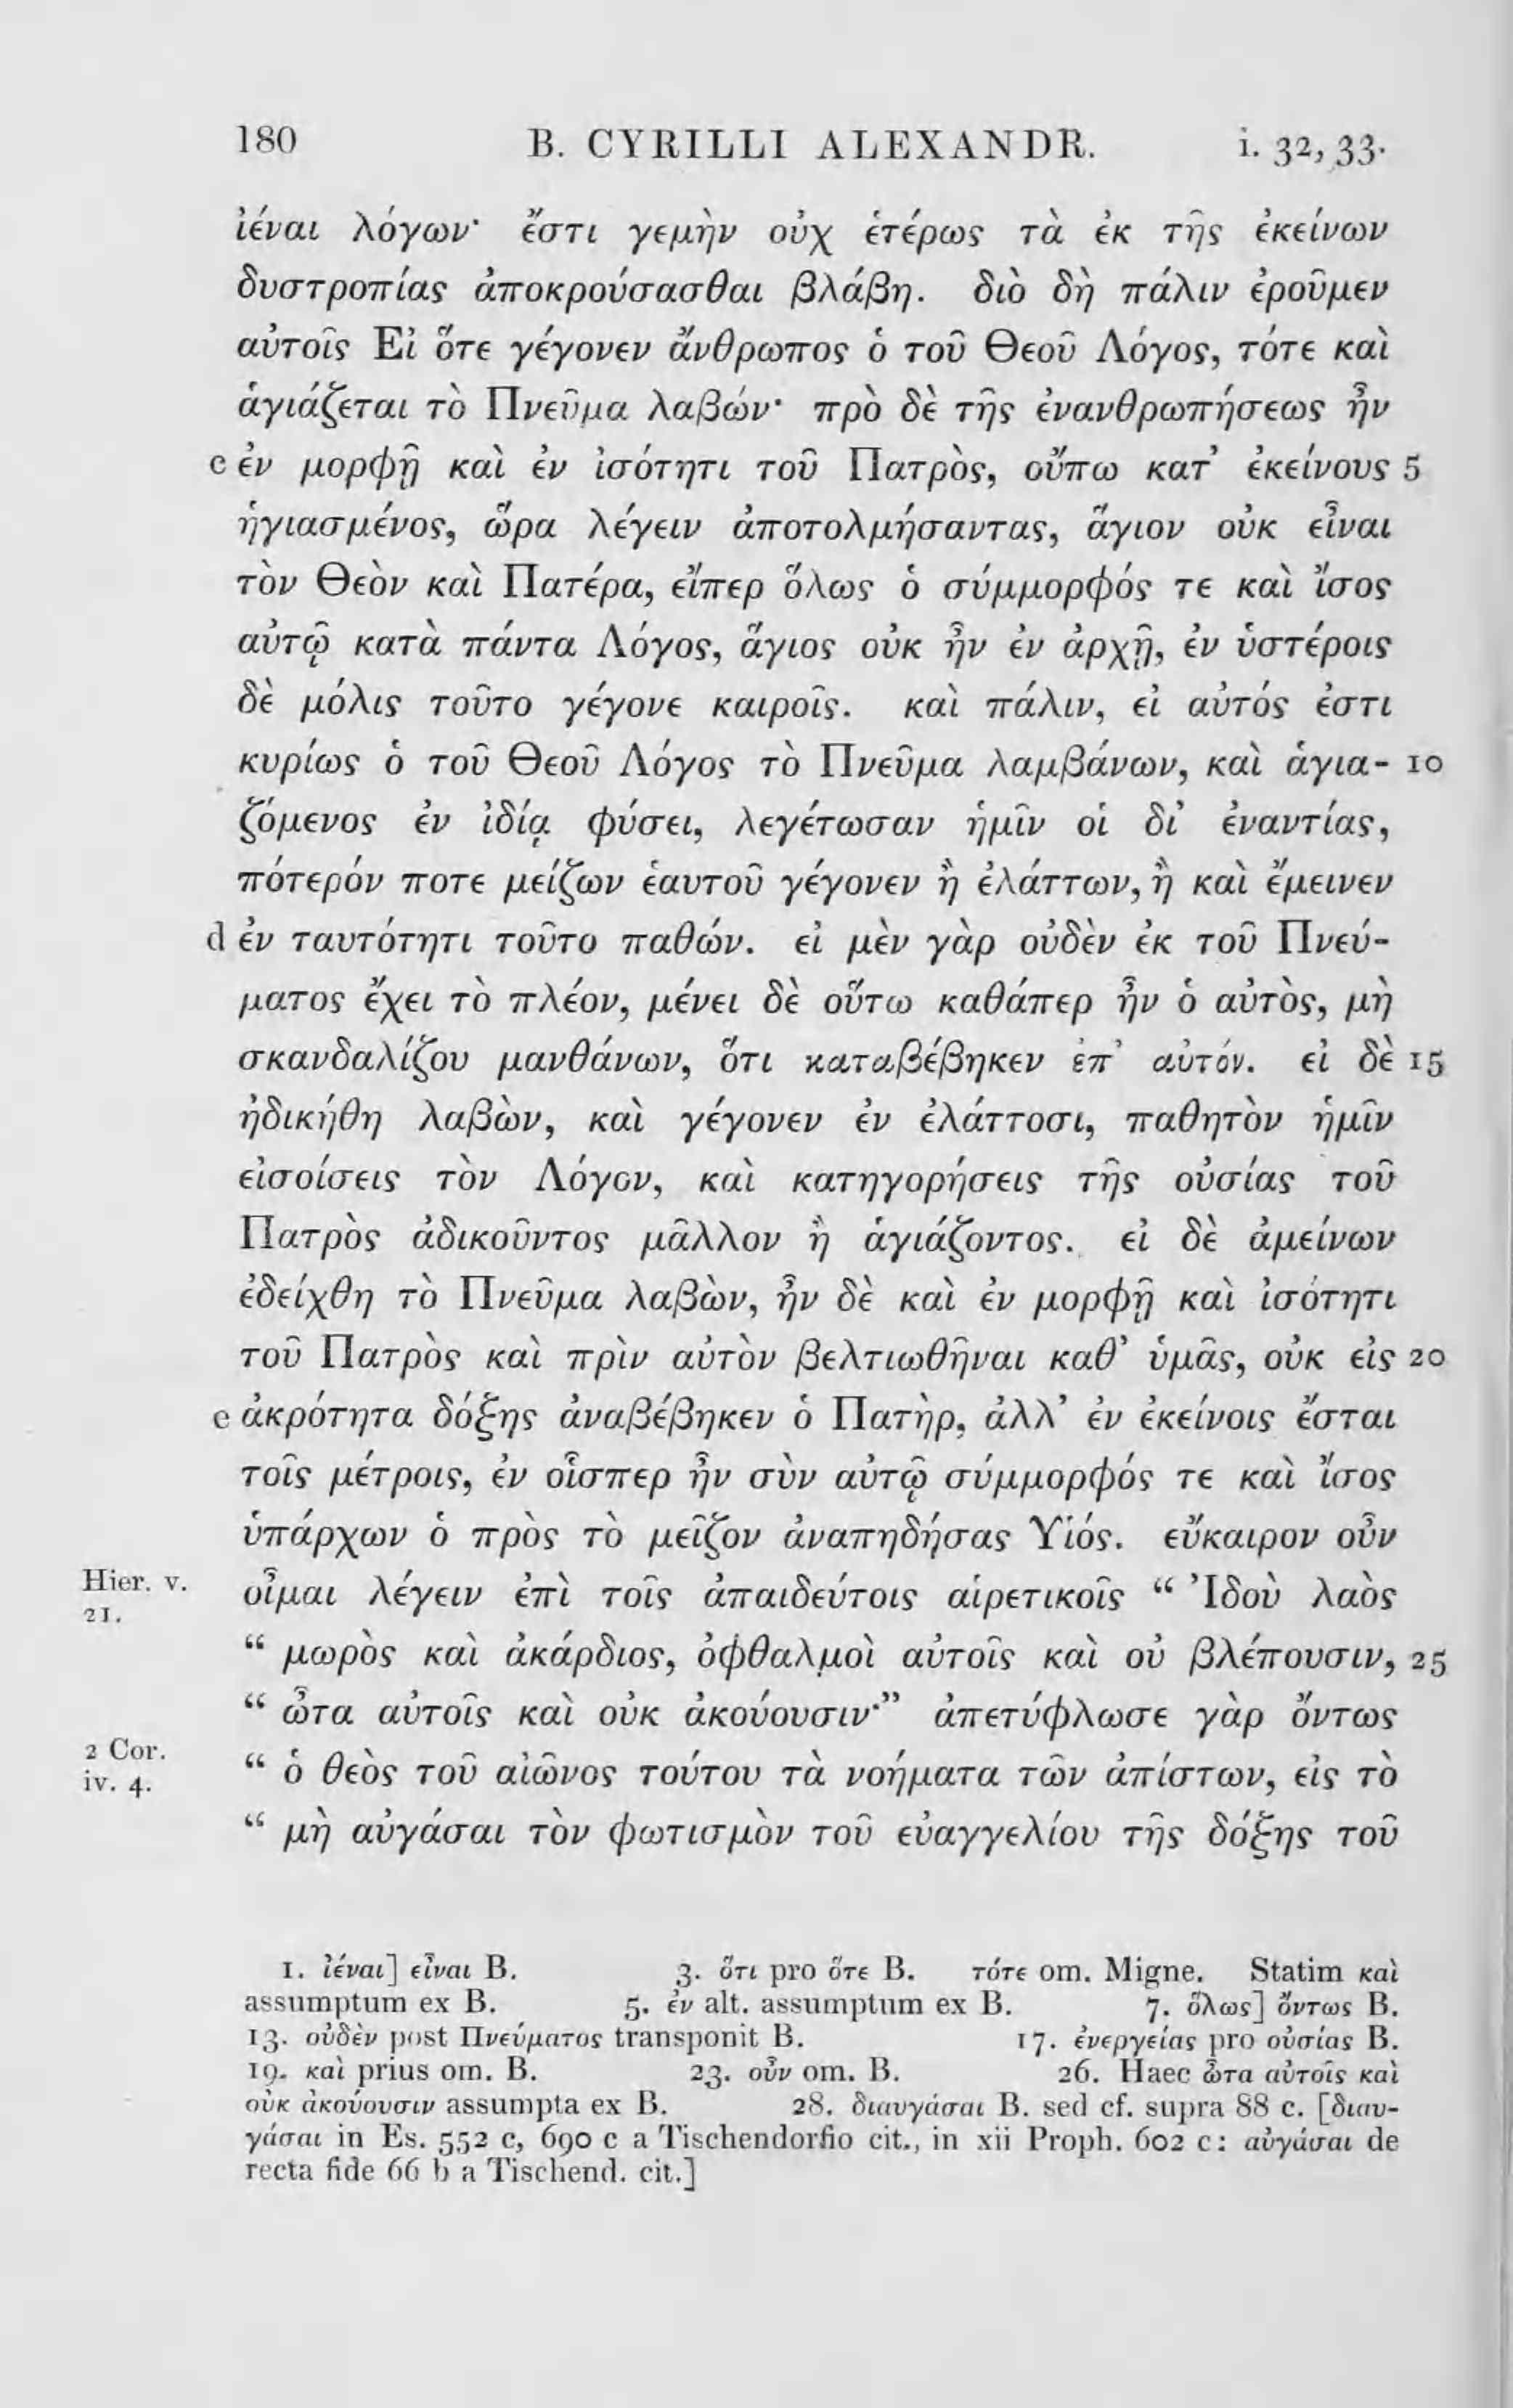 180 B. CYRILLI ALEXANDR. i. 32, 33.
ἰέναι λόγων· ἔστι γεμὴν οὐχ ἑτέρως τὰ ἐκ τῆς ἐκείνων
δυστροπίας ἀποκρούσασθαι βλάβη. διὸ δὴ πάλιν ἐροῦμεν
αὐτοῖς Εἰ ὅτε γέγονεν ἄνθρωπος ὁ τοῦ Θεοῦ Λόγος, τότε καὶ
ἁγιάζεται τὸ Πνεῦμα λαβών· πρὸ δὲ τῆς ἐνανθρωπήσεως ἦν
c ἐν μορφῇ καὶ ἐν ἰσότητι τοῦ Πατρὸς, οὔπω κατ' ἐκείνους 5
ἡγιασμένος, ὥρα λέγειν ἀποτολμήσαντας, ἅγιον οὐκ εἶναι
τὸν Θεὸν καὶ Πατέρα, εἴπερ ὅλως ὁ σύμμορφός τε καὶ ἴσος
αὐτῷ κατὰ πάντα Λόγος, ἅγιος οὐκ ἦν ἐν ἀρχῇ, ἐν ὑστέροις
δὲ μόλις τοῦτο γέγονε καιροῖς. καὶ πάλιν, εἰ αὐτός ἐστι
κυρίως ὁ τοῦ Θεοῦ Λόγος τὸ Πνεῦμα λαμβάνων, καὶ ἁγια- 10
ζόμενος ἐν ἰδίᾳ φύσει, λεγέτωσαν ἡμῖν οἱ δι' ἐναντίας,
πότερόν ποτε μείζων ἑαυτοῦ γέγονεν ἢ ἐλάττων, ἢ καὶ ἔμεινεν
d ἐν ταυτότητι τοῦτο παθών. εἰ μὲν γὰρ οὐδὲν ἐκ τοῦ Πνεύ-
ματος ἔχει τὸ πλέον, μένει δὲ οὕτω καθάπερ ἦν ὁ αὐτὸς, μὴ
σκανδαλίζου μανθάνων, ὅτι καταβέβηκεν ἐπ' αὐτόν. εἰ δὲ 15
ἠδικήθη λαβὼν, καὶ γέγονεν ἐν ἐλάττοσι, παθητὸν ἡμῖν
εἰσοίσεις τὸν Λόγον, καὶ κατηγορήσεις τῆς οὐσίας τοῦ
Πατρὸς ἀδικοῦντος μᾶλλον ἢ ἁγιάζοντος. εἰ δὲ ἀμείνων
ἐδείχθη τὸ Πνεῦμα λαβὼν, ἦν δὲ καὶ ἐν μορφῇ καὶ ἰσότητι
τοῦ Πατρὸς καὶ πρὶν αὐτὸν βελτιωθῆναι καθ' ὑμᾶς, οὐκ εἰς 20
e ἀκρότητα δόξης ἀναβέβηκεν ὁ Πατὴρ, ἀλλ' ἐν ἐκείνοις ἔσται
τοῖς μέτροις, ἐν οἷσπερ ἦν σὺν αὐτῷ σύμμορφός τε καὶ ἴσος
ὑπάρχων ὁ πρὸς τὸ μεῖζον ἀναπηδήσας Υἱός. εὔκαιρον οὖν
Hier. v. οἶμαι λέγειν ἐπὶ τοῖς ἀπαιδεύτοις αἱρετικοῖς “ Ἰδοὺ λαὸς
21.
“ μωρὸς καὶ ἀκάρδιος, ὀφθαλμοὶ αὐτοῖς καὶ οὐ βλέπουσιν, 25
“ ὦτα αὐτοῖς καὶ οὐκ ἀκούουσιν·” ἀπετύφλωσε γὰρ ὄντως
2 Cor.
iv. 4. “ ὁ θεὸς τοῦ αἰῶνος τούτου τὰ νοήματα τῶν ἀπίστων, εἰς τὸ
“ μὴ αὐγάσαι τὸν φωτισμὸν τοῦ εὐαγγελίου τῆς δόξης τοῦ
1. ἰέναι] εἶναι B. 3. ὅτι pro ὅτε B. τότε om. Migne. Statim καὶ
assumptum ex B. 5. ἐν alt. assumptum ex B. 7. ὅλως] ὄντως B.
13. οὐδὲν post Πνεύματος transponit B. 17. ἐνεργείας pro οὐσίας B.
19. καὶ prius om. B. 23. οὖν om. B. 26. Haec ὦτα αὐτοῖς καὶ
οὐκ ἀκούουσιν assumpta ex B. 28. διαυγάσαι B. sed cf. supra 88 c. [διαυ-
γάσαι in Es. 552 c, 690 c a Tischendorfio cit., in xii Proph. 602 c: αὐγάσαι de
recta fide 66 b a Tischend. cit.]